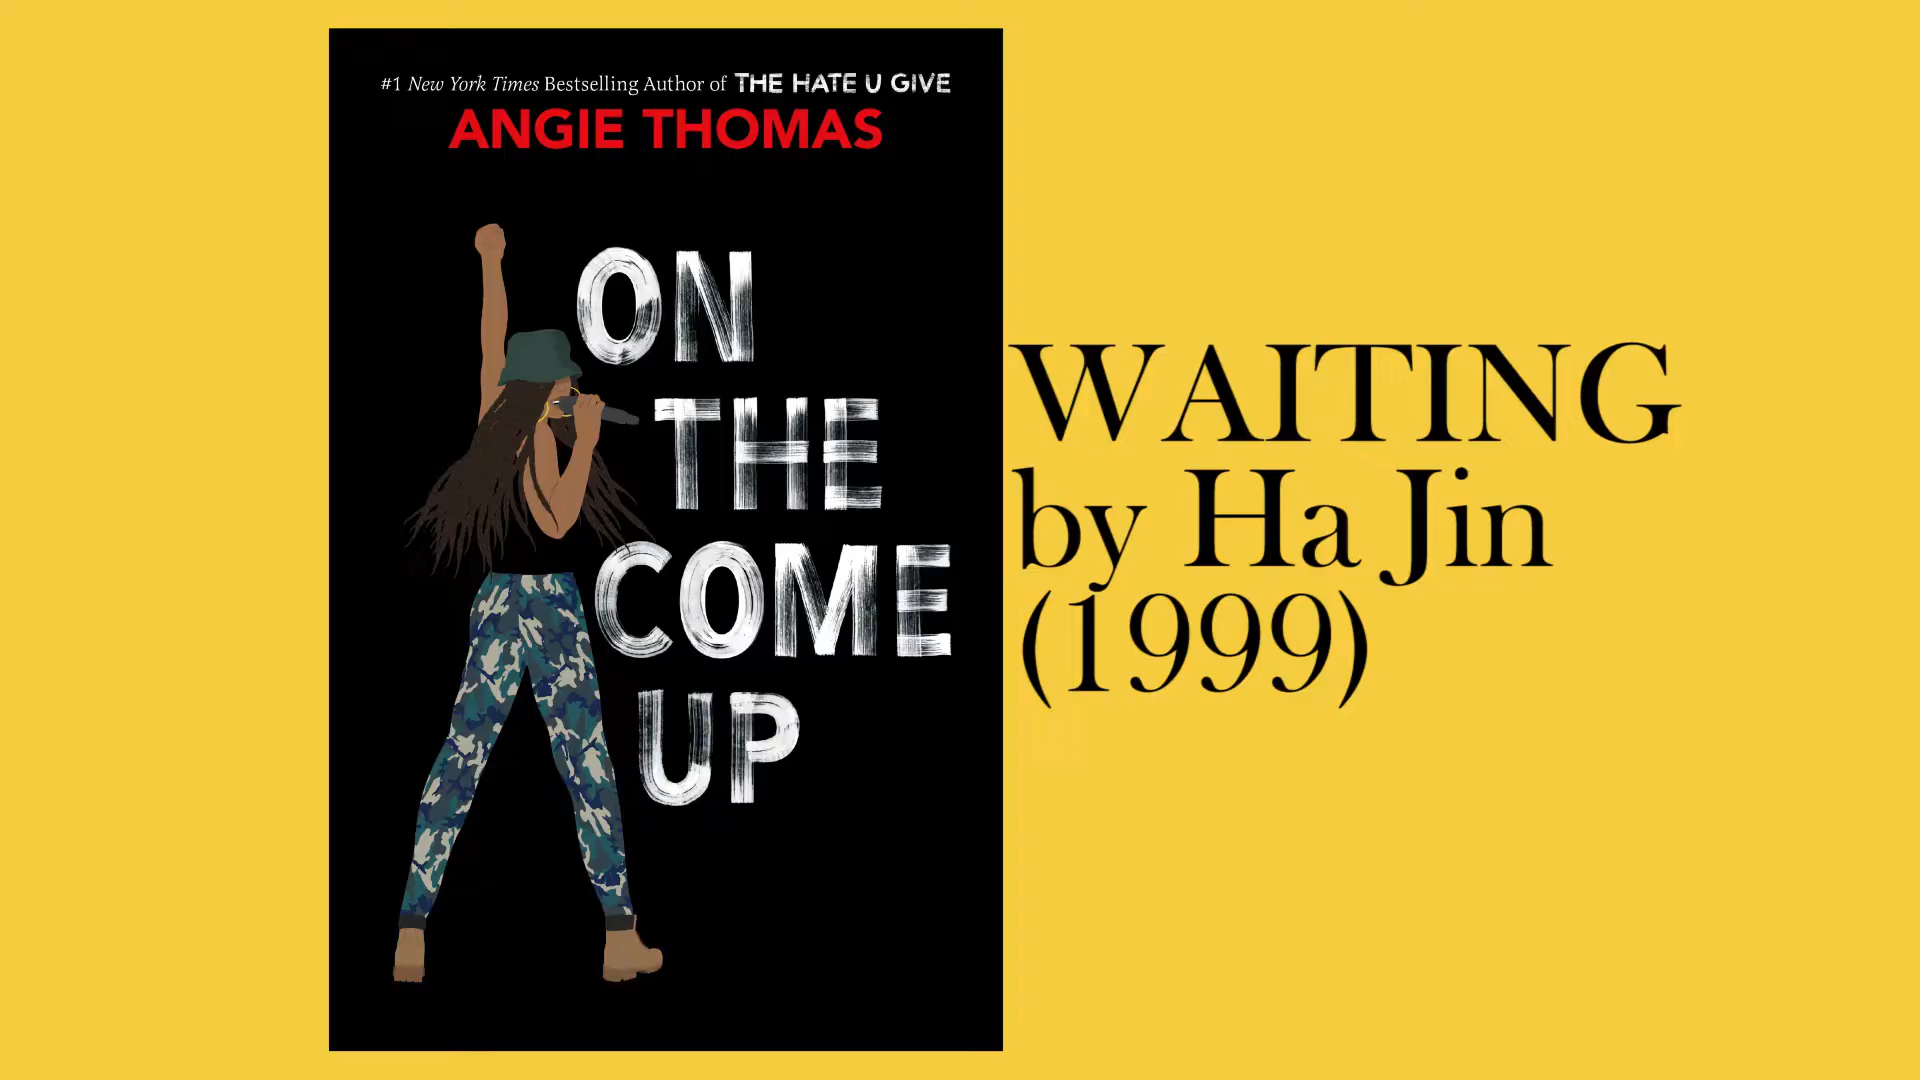 #1 New York Times Bestselling Author of THE HATE U GIVE
ANGIE THOMAS
ON
THE
COME
UP
WAITING
by Ha Jin
(1999)